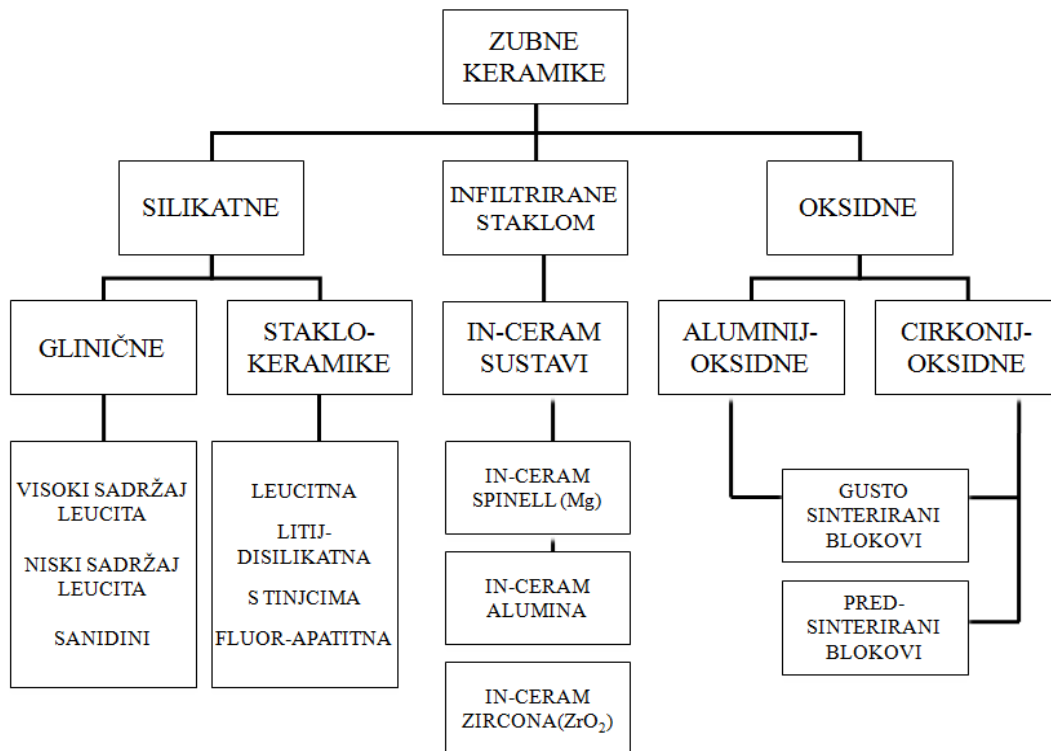 ZUBNE
KERAMIKE
SILIKATNE
INFILTRIRANE
STAKLOM
OKSIDNE
GLINIČNE
STAKLO-
KERAMIKE
IN-CERAM
SUSTAVI
ALUMINIJ-
OKSIDNE
CIRKONIJ-
OKSIDNE
VISOKI SADRŽAJ
LEUCITA
NISKI SADRŽAJ
LEUCITA
SANIDINI
LEUCITNA
LITIJ-
DISILIKATNA
S TINJCIMA
FLUOR-APATITNA
IN-CERAM
SPINELL (Mg)
IN-CERAM
ALUMINA
IN-CERAM
ZIRCONA(ZrO₂)
GUSTO
SINTERIRANI
BLOKOVI
PRED-
SINTERIRANI
BLOKOVI